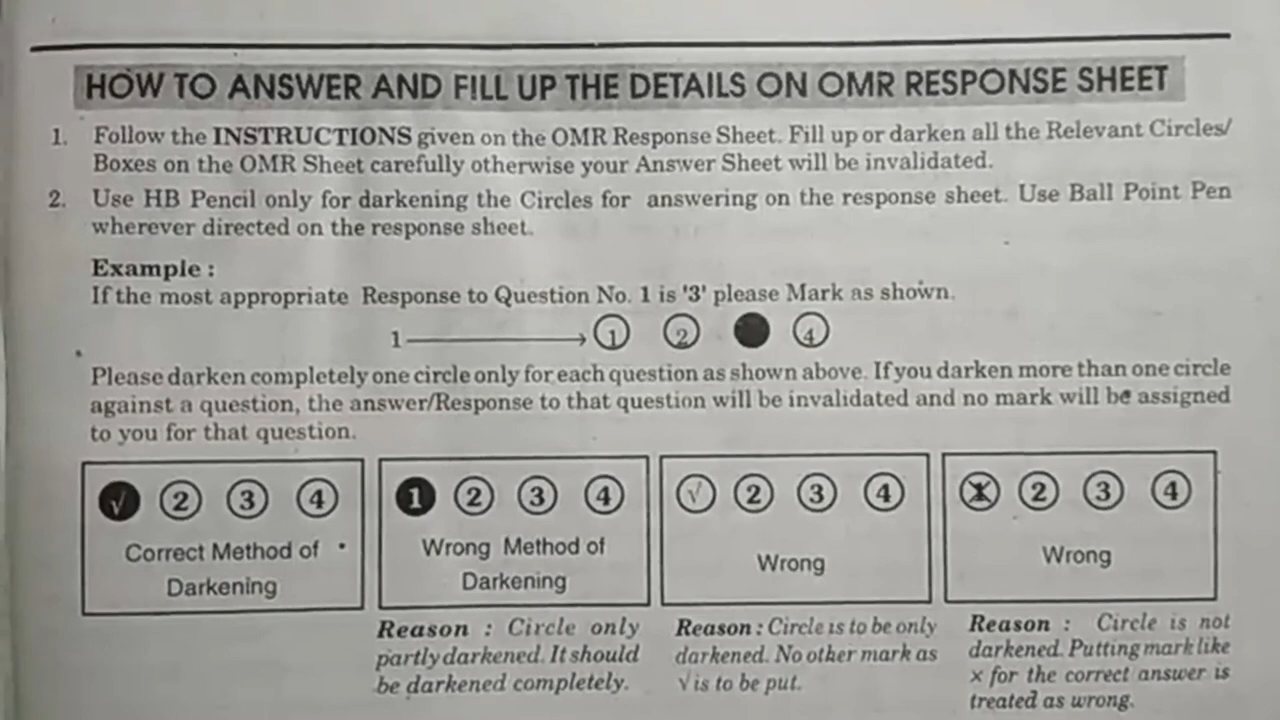 HOW TO ANSWER AND FILL UP THE DETAILS ON OMR RESPONSE SHEET
1. Follow the INSTRUCTIONS given on the OMR Response Sheet. Fill up or darken all the Relevant Circles/
Boxes on the OMR Sheet carefully otherwise your Answer Sheet will be invalidated.
2. Use HB Pencil only for darkening the Circles for answering on the response sheet. Use Ball Point Pen
wherever directed on the response sheet.
Example :
If the most appropriate Response to Question No. 1 is '3' please Mark as shown.
1 → ① ② ● ④
Please darken completely one circle only for each question as shown above. If you darken more than one circle
against a question, the answer/Response to that question will be invalidated and no mark will be assigned
to you for that question.
√ ② ③ ④
Correct Method of
Darkening
1 ② ③ ④
Wrong Method of
Darkening
Reason : Circle only
partly darkened. It should
be darkened completely.
√ ② ③ ④
Wrong
Reason : Circle is to be only
darkened. No other mark as
√ is to be put.
① ② ③ ④
Wrong
Reason : Circle is not
darkened. Putting mark like
× for the correct answer is
treated as wrong.